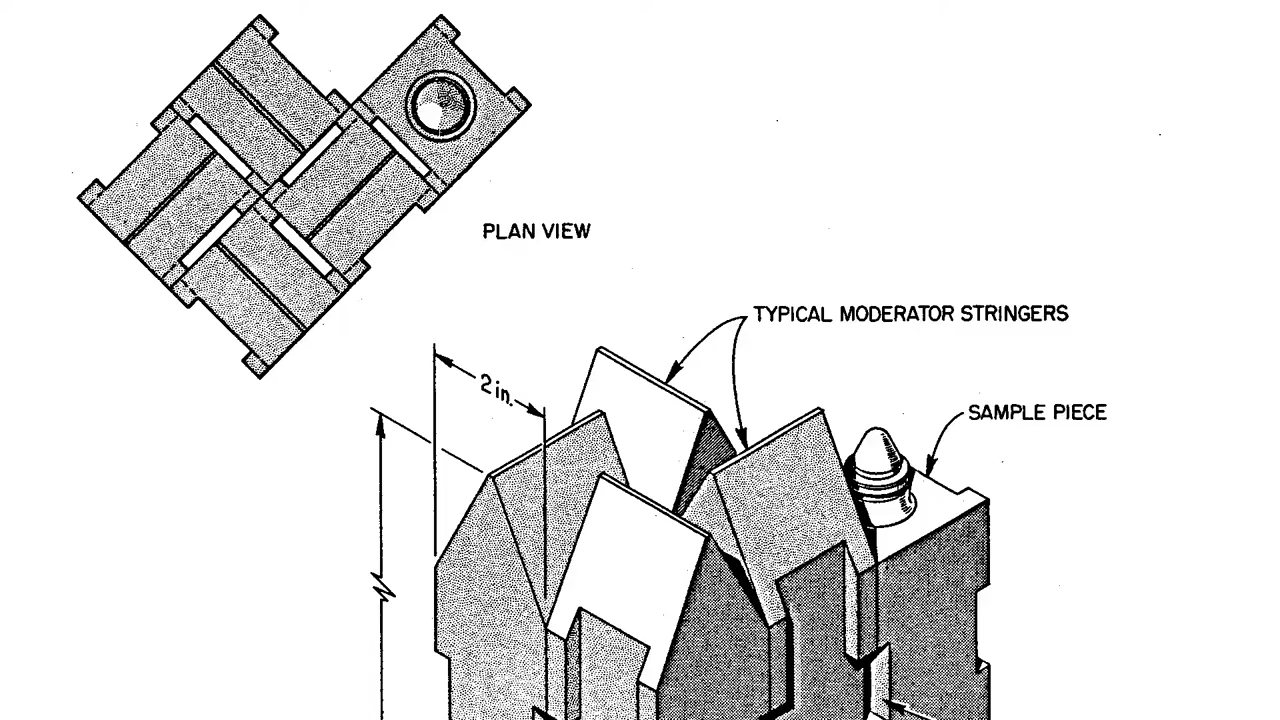 PLAN VIEW
TYPICAL MODERATOR STRINGERS
2 in.
SAMPLE PIECE